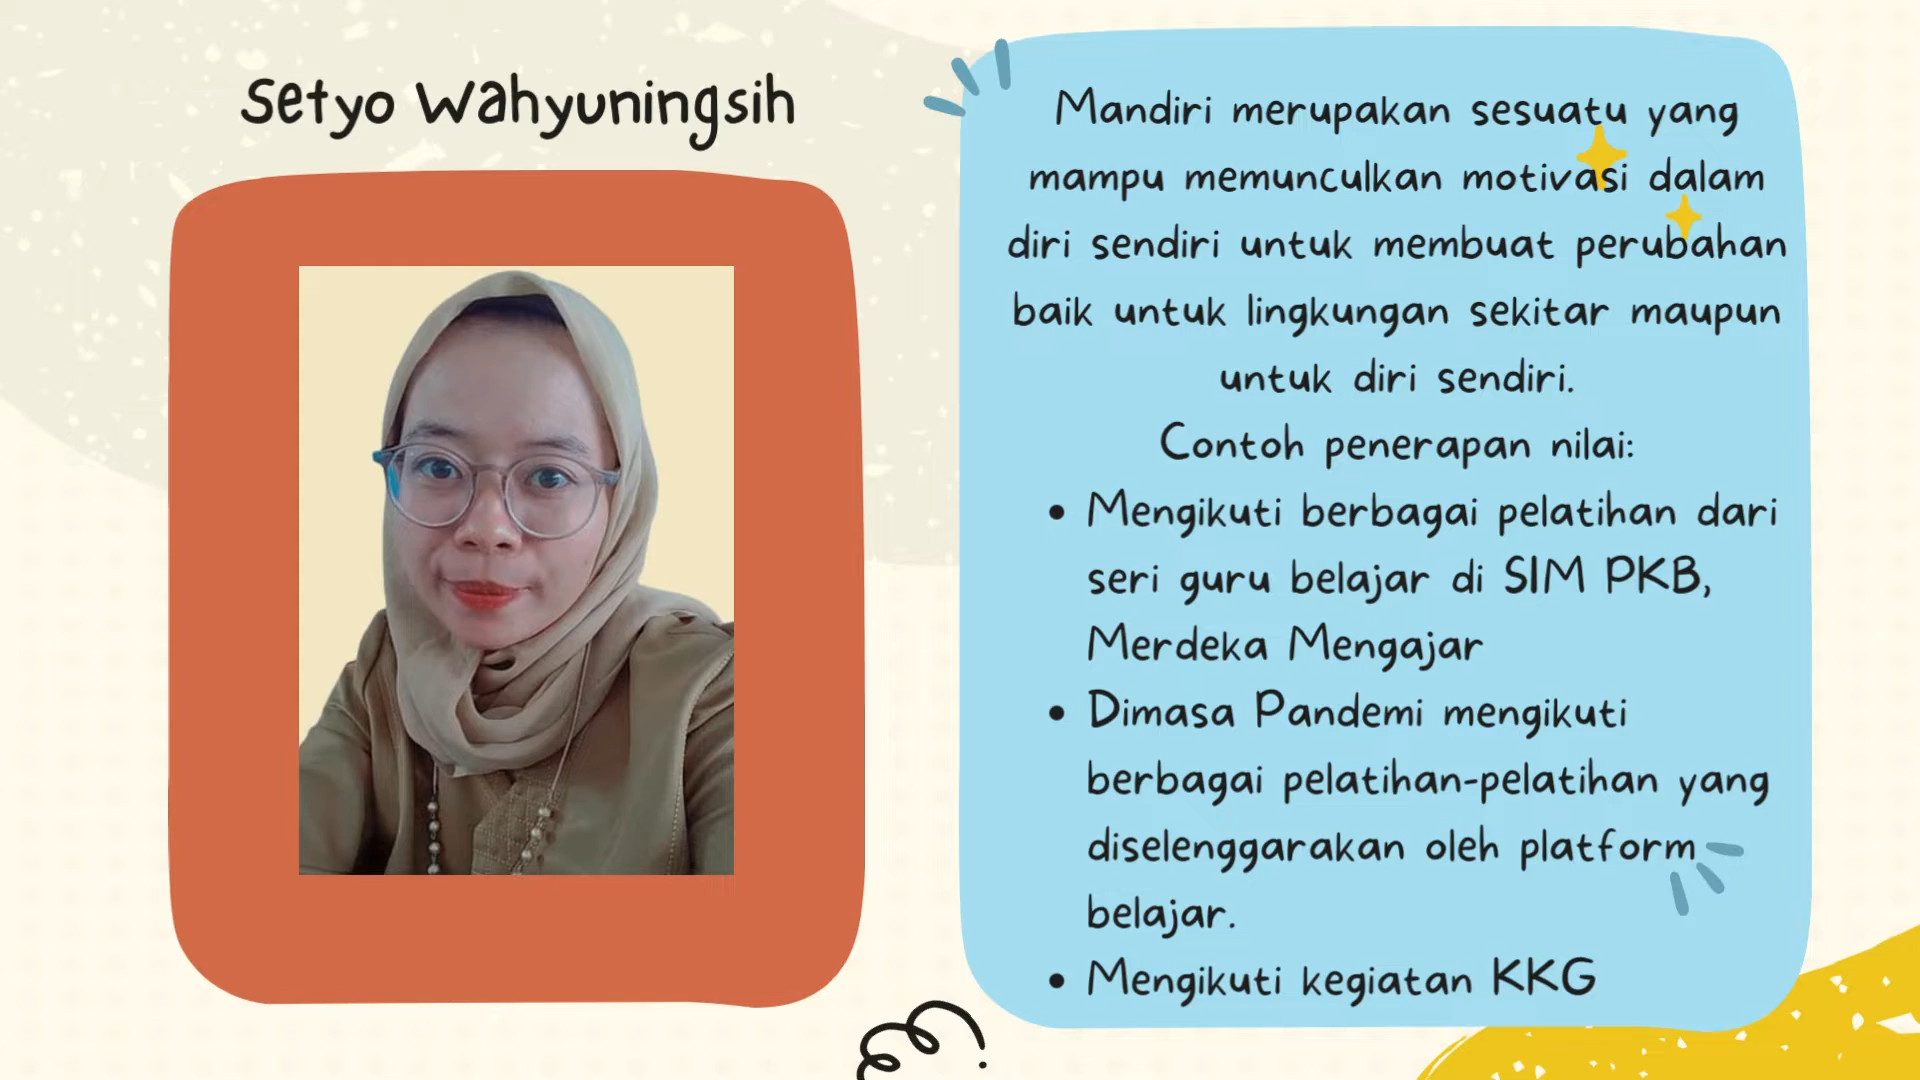 Setyo Wahyuningsih
Mandiri merupakan sesuatu yang
mampu memunculkan motivasi dalam
diri sendiri untuk membuat perubahan
baik untuk lingkungan sekitar maupun
untuk diri sendiri.
Contoh penerapan nilai:
• Mengikuti berbagai pelatihan dari
seri guru belajar di SIM PKB,
Merdeka Mengajar
• Dimasa Pandemi mengikuti
berbagai pelatihan-pelatihan yang
diselenggarakan oleh platform
belajar.
• Mengikuti kegiatan KKG